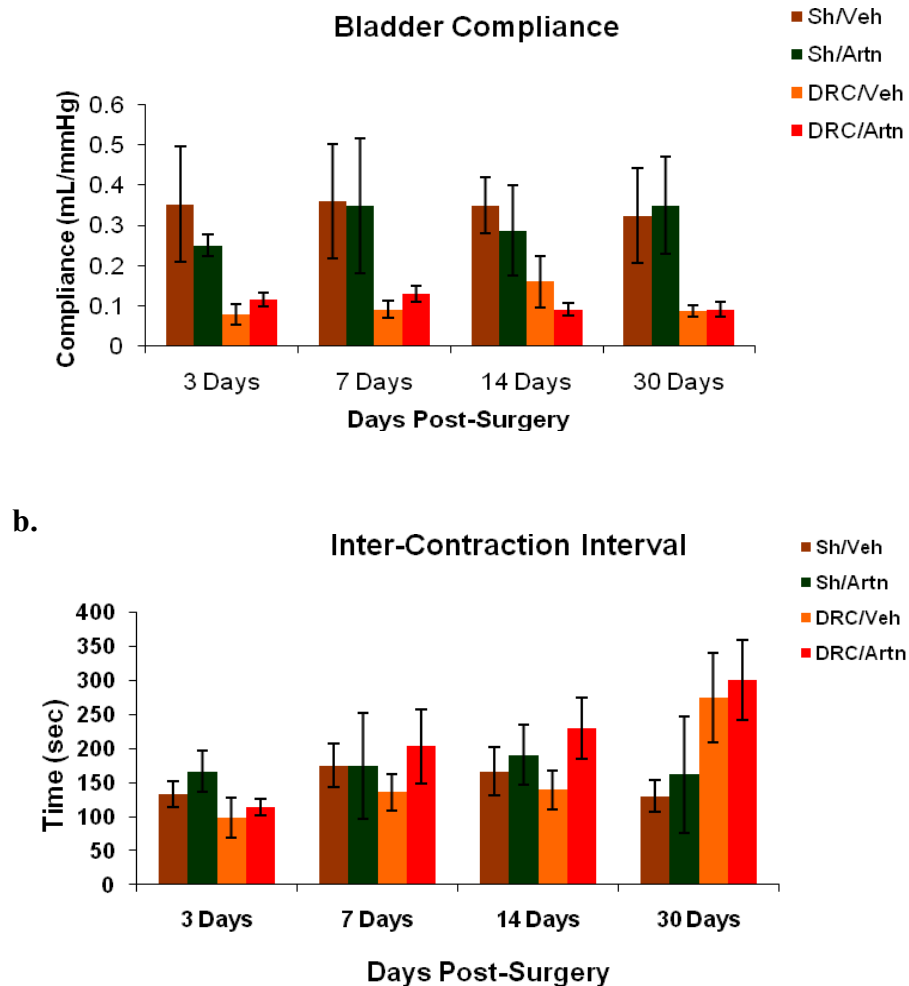 Bladder Compliance
Sh/Veh
Sh/Artn
DRC/Veh
DRC/Artn
Compliance (mL/mmHg)
0.6
0.5
0.4
0.3
0.2
0.1
0
3 Days 7 Days 14 Days 30 Days
Days Post-Surgery
b.
Inter-Contraction Interval
Sh/Veh
Sh/Artn
DRC/Veh
DRC/Artn
Time (sec)
400
350
300
250
200
150
100
50
0
3 Days 7 Days 14 Days 30 Days
Days Post-Surgery